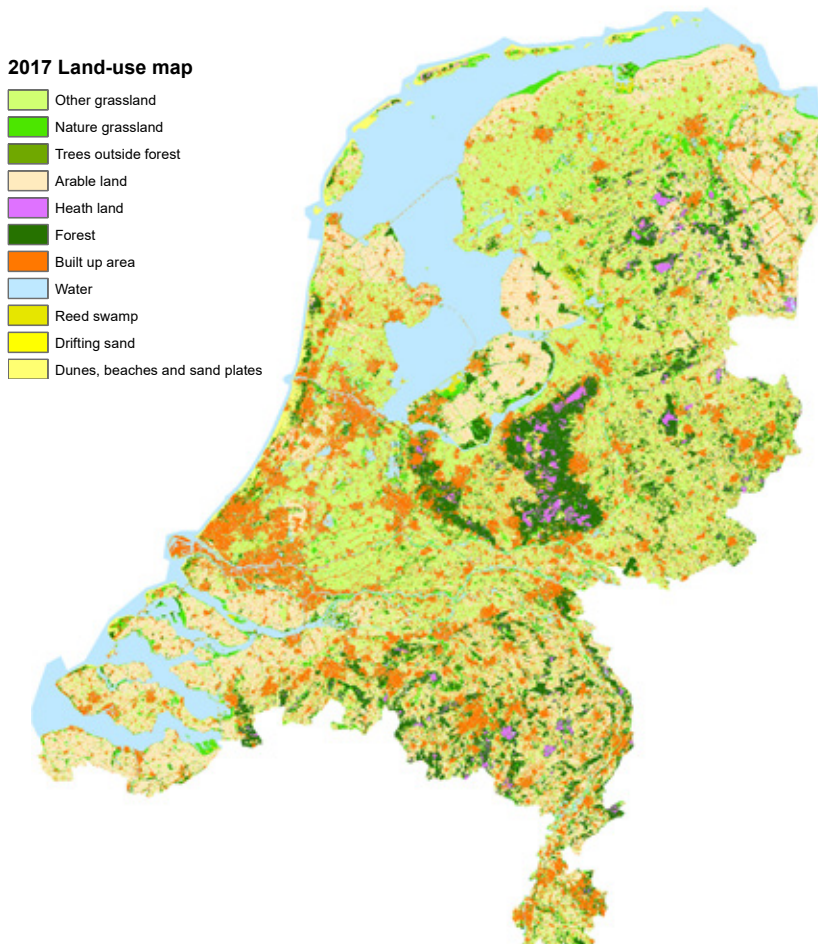 2017 Land-use map
Other grassland
Nature grassland
Trees outside forest
Arable land
Heath land
Forest
Built up area
Water
Reed swamp
Drifting sand
Dunes, beaches and sand plates